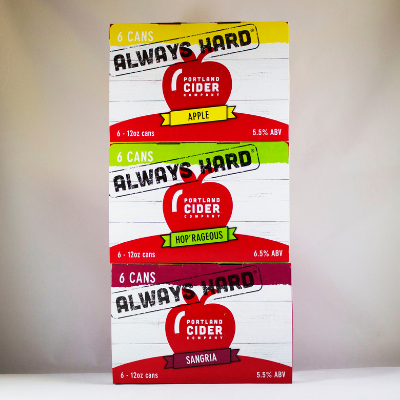 6 CANS
ALWAYS HARD®
PORTLAND
CIDER
COMPANY
APPLE
6 - 12oz cans 5.5% ABV
6 CANS
ALWAYS HARD®
PORTLAND
CIDER
COMPANY
HOP'RAGEOUS
6 - 12oz cans 6.5% ABV
6 CANS
ALWAYS HARD®
PORTLAND
CIDER
COMPANY
SANGRIA
6 - 12oz cans 5.5% ABV